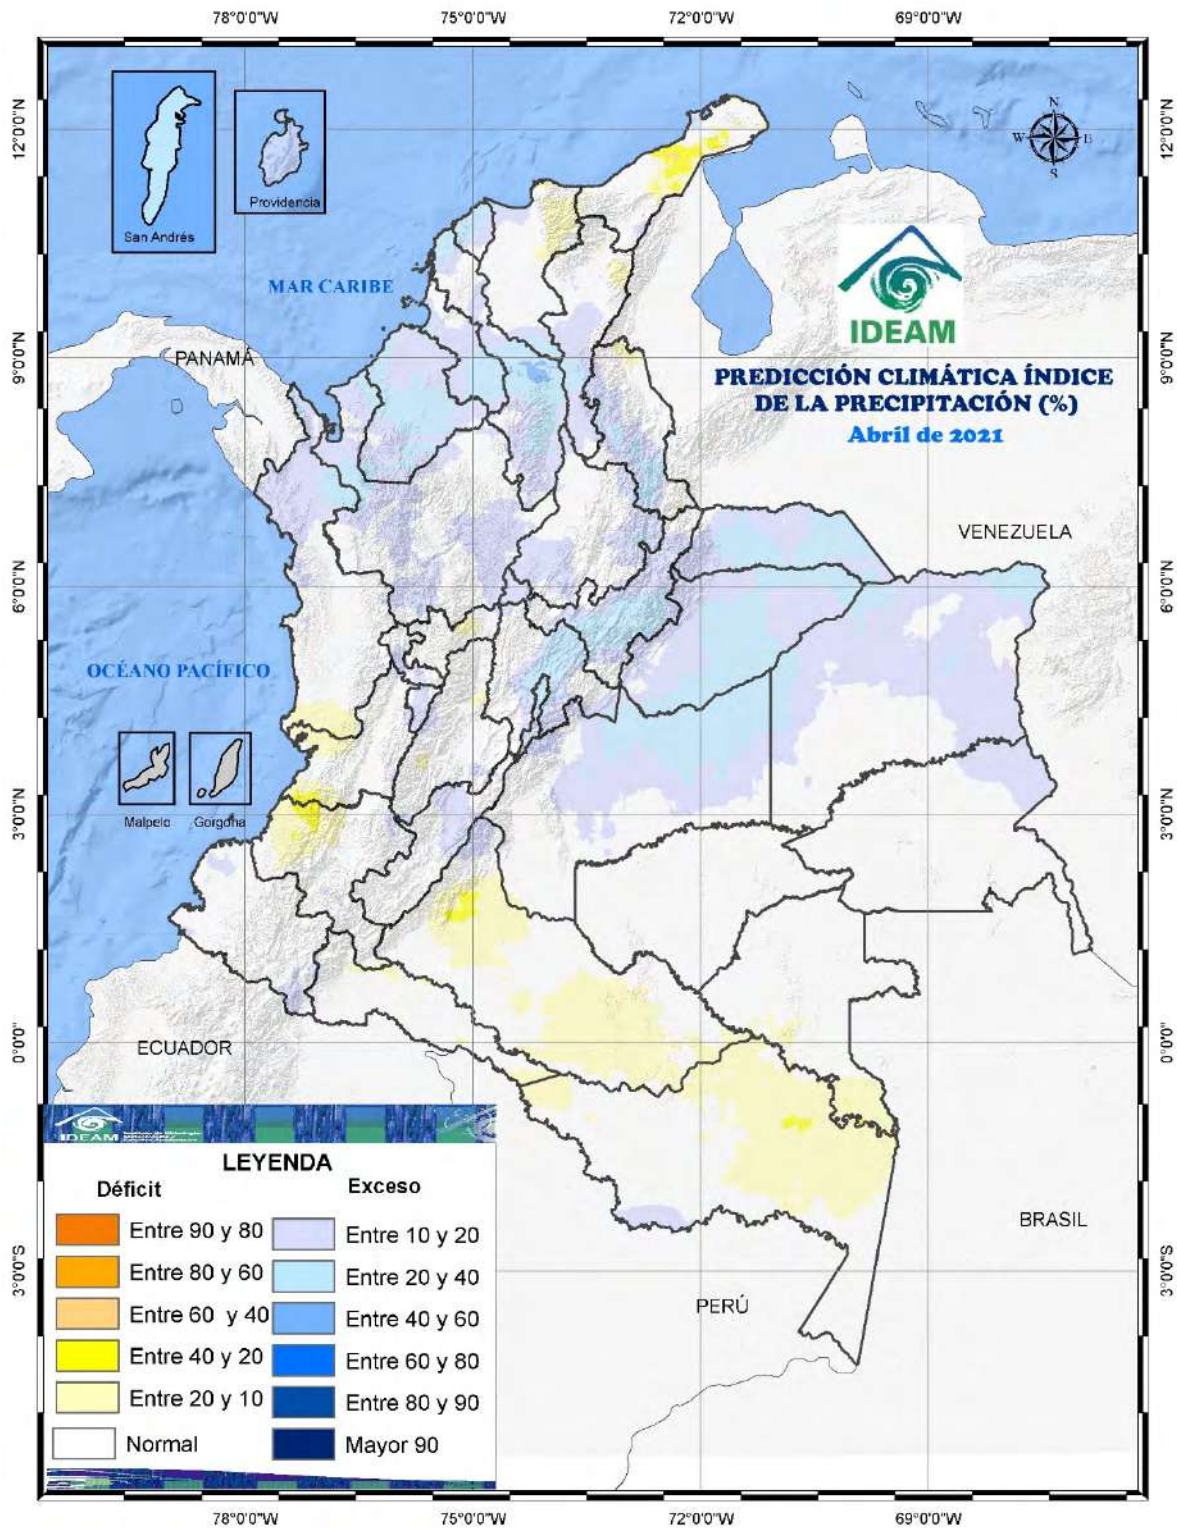 78°0'0"W 75°0'0"W 72°0'0"W 69°0'0"W
12°0'0"N
12°0'0"N
N
W E
S
San Andrés
Providencia
MAR CARIBE
IDEAM
9°0'0"N
9°0'0"N
PANAMÁ
PREDICCIÓN CLIMÁTICA ÍNDICE
DE LA PRECIPITACIÓN (%)
Abril de 2021
VENEZUELA
6°0'0"N
6°0'0"N
OCÉANO PACÍFICO
Malpelo
Gorgona
3°0'0"N
3°0'0"N
ECUADOR
0°0'0"
0°0'0"
IDEAM
LEYENDA
Déficit
Exceso
Entre 90 y 80
Entre 10 y 20
Entre 80 y 60
Entre 20 y 40
Entre 60 y 40
Entre 40 y 60
Entre 40 y 20
Entre 60 y 80
Entre 20 y 10
Entre 80 y 90
Normal
Mayor 90
BRASIL
3°0'0"S
3°0'0"S
PERÚ
78°0'0"W 75°0'0"W 72°0'0"W 69°0'0"W